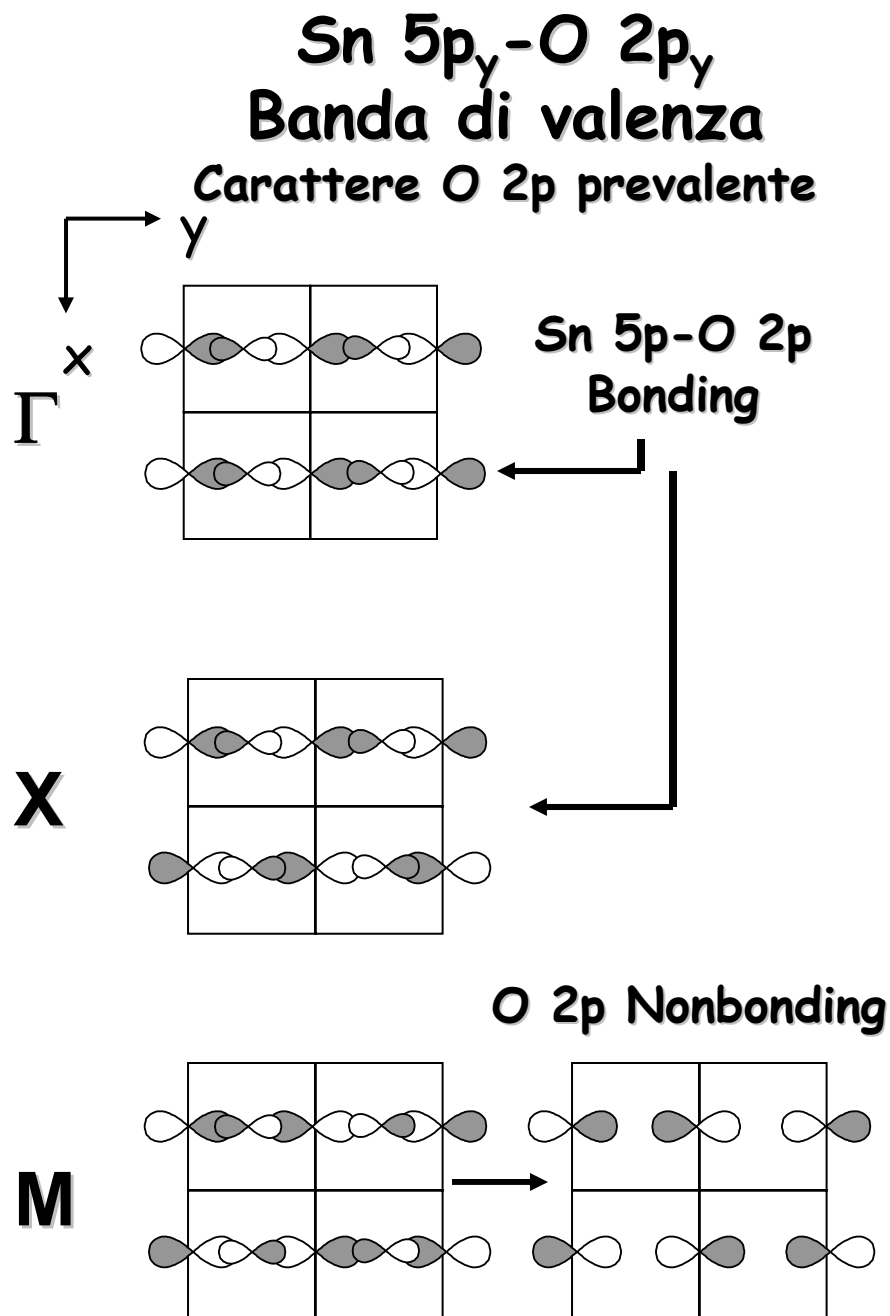 Sn 5py-O 2py
Banda di valenza
Carattere O 2p prevalente
y
x
Γ
Sn 5p-O 2p
Bonding
X
O 2p Nonbonding
M